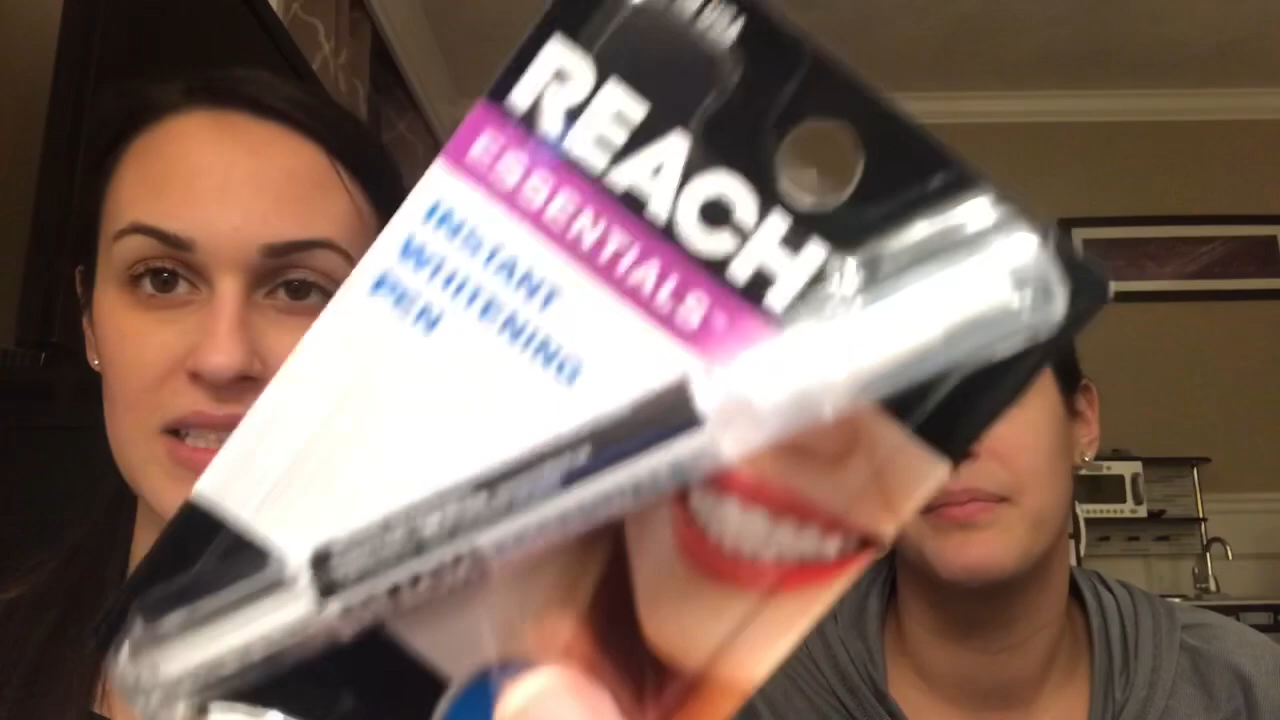 REACH
ESSENTIALS
INSTANT
WHITENING
PEN